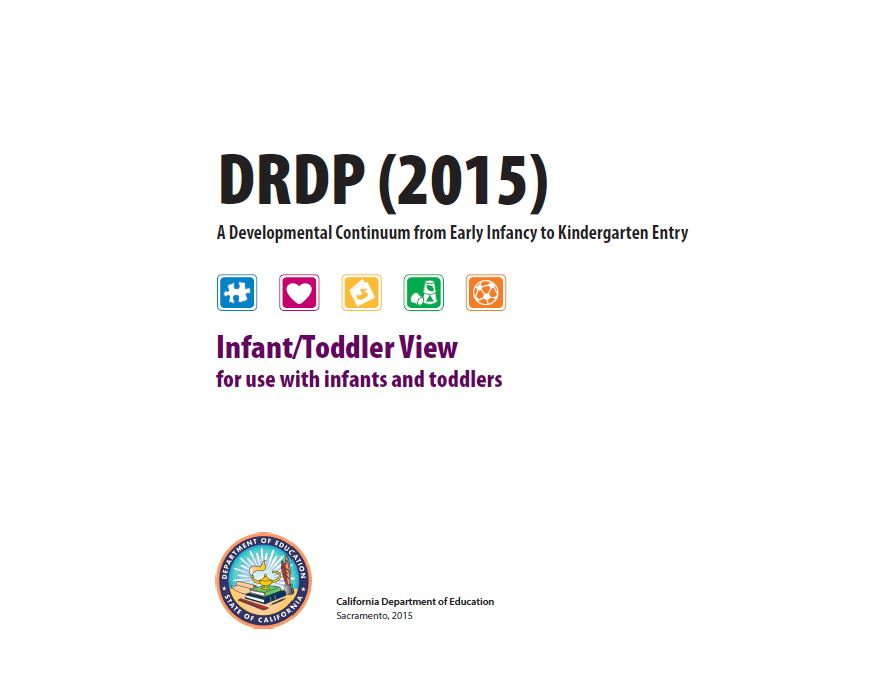 DRDP (2015)
A Developmental Continuum from Early Infancy to Kindergarten Entry
Infant/Toddler View
for use with infants and toddlers
DEPARTMENT OF EDUCATION
STATE OF CALIFORNIA
California Department of Education
Sacramento, 2015